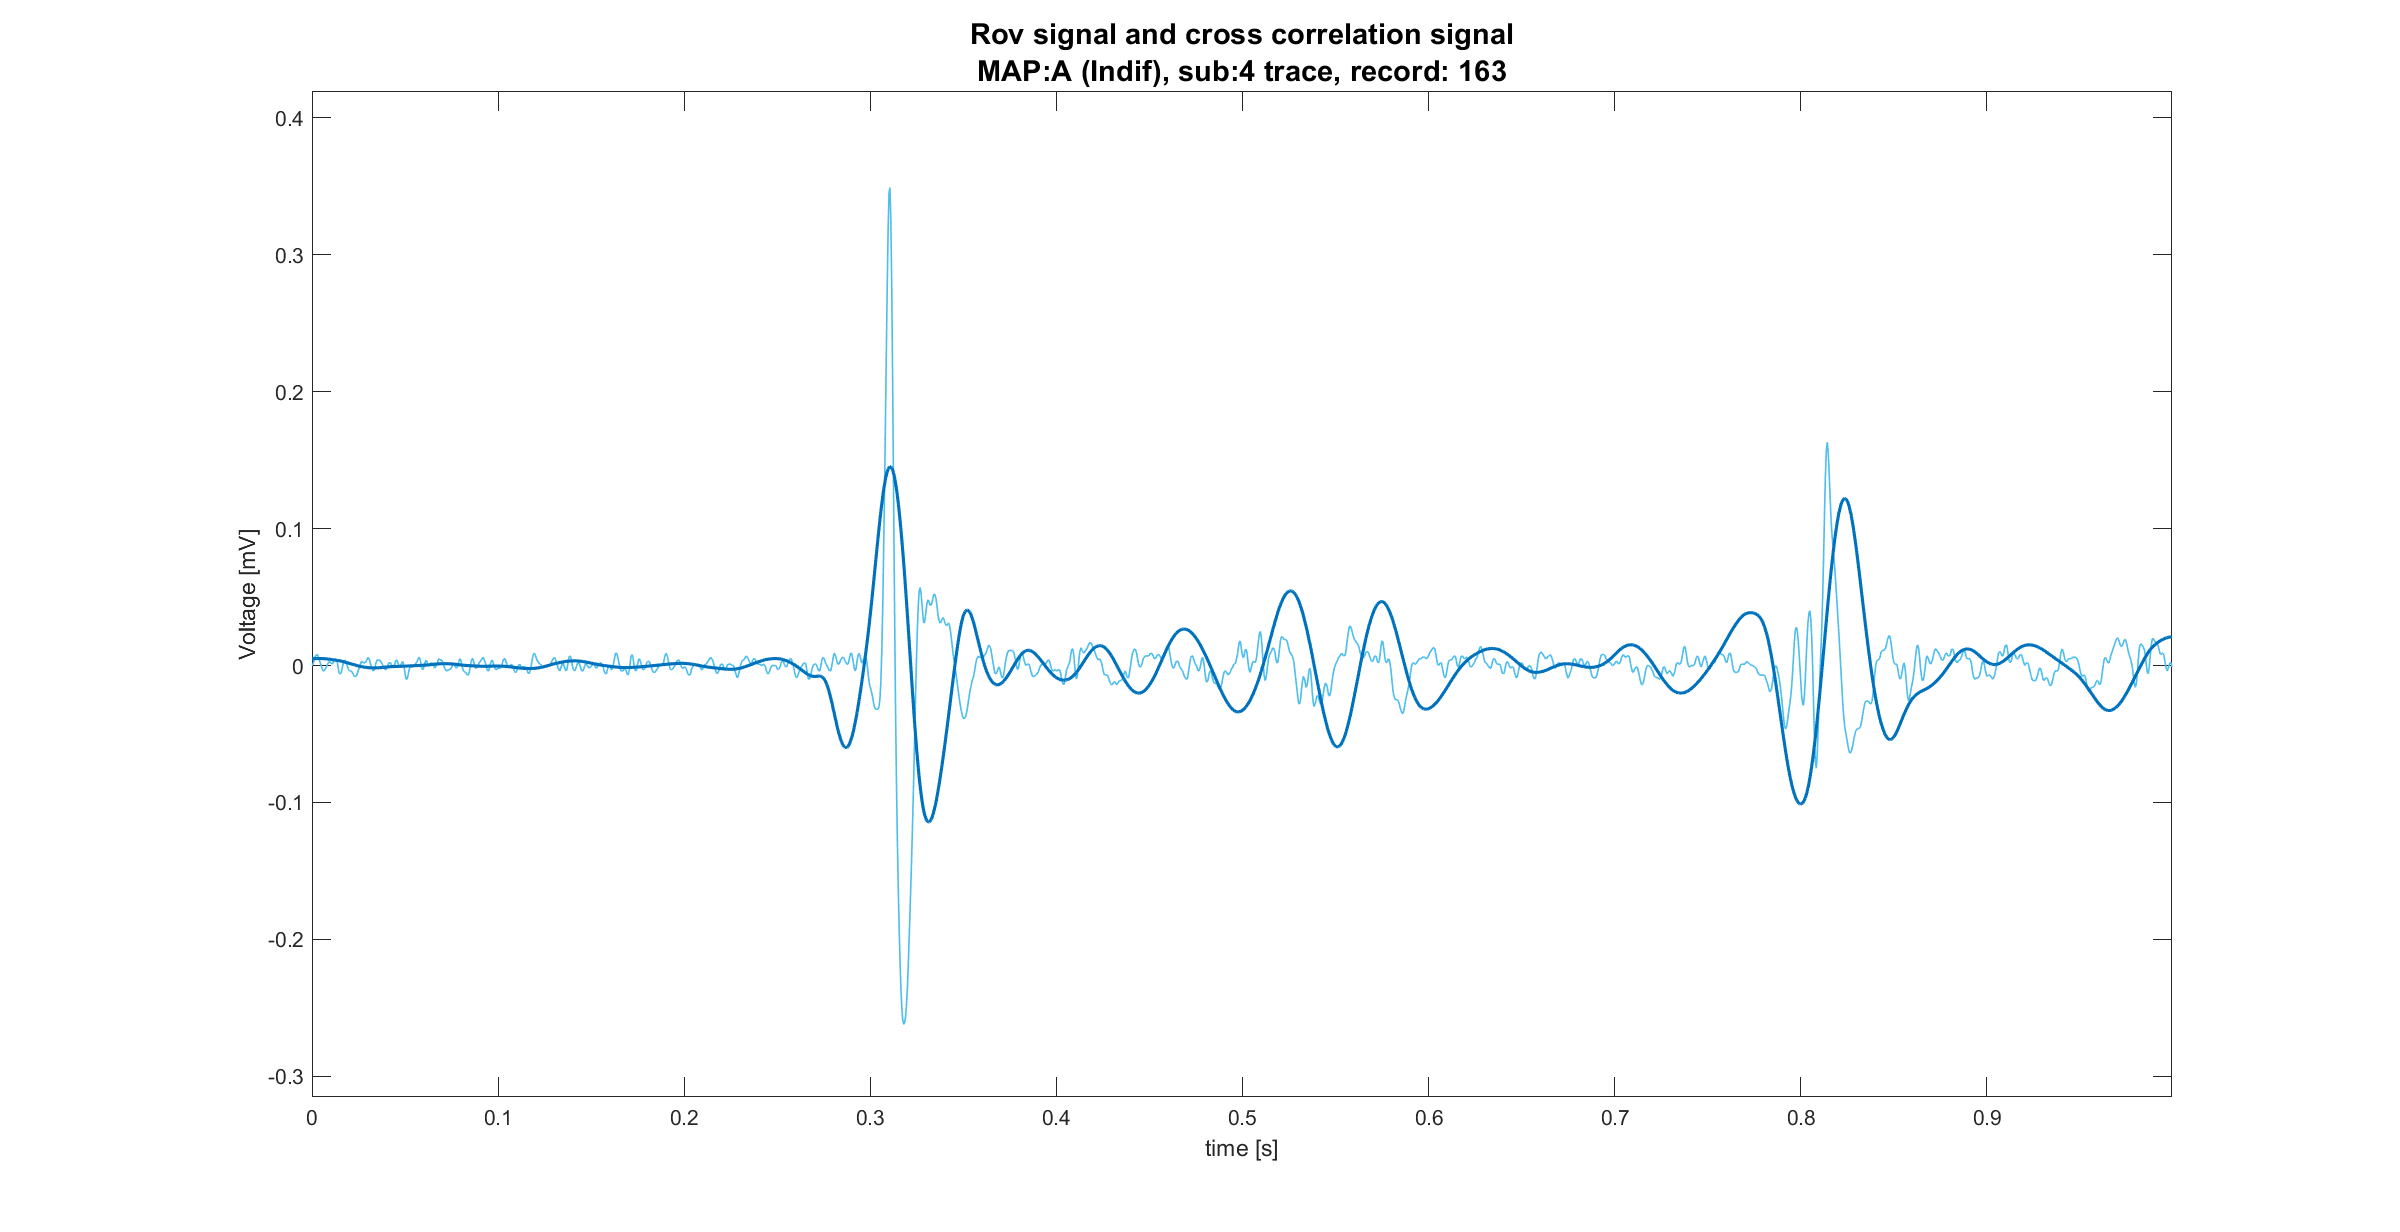 Rov signal and cross correlation signal
MAP:A (Indif), sub:4 trace, record: 163
Voltage [mV]
0.4
0.3
0.2
0.1
0
-0.1
-0.2
-0.3
0 0.1 0.2 0.3 0.4 0.5 0.6 0.7 0.8 0.9
time [s]